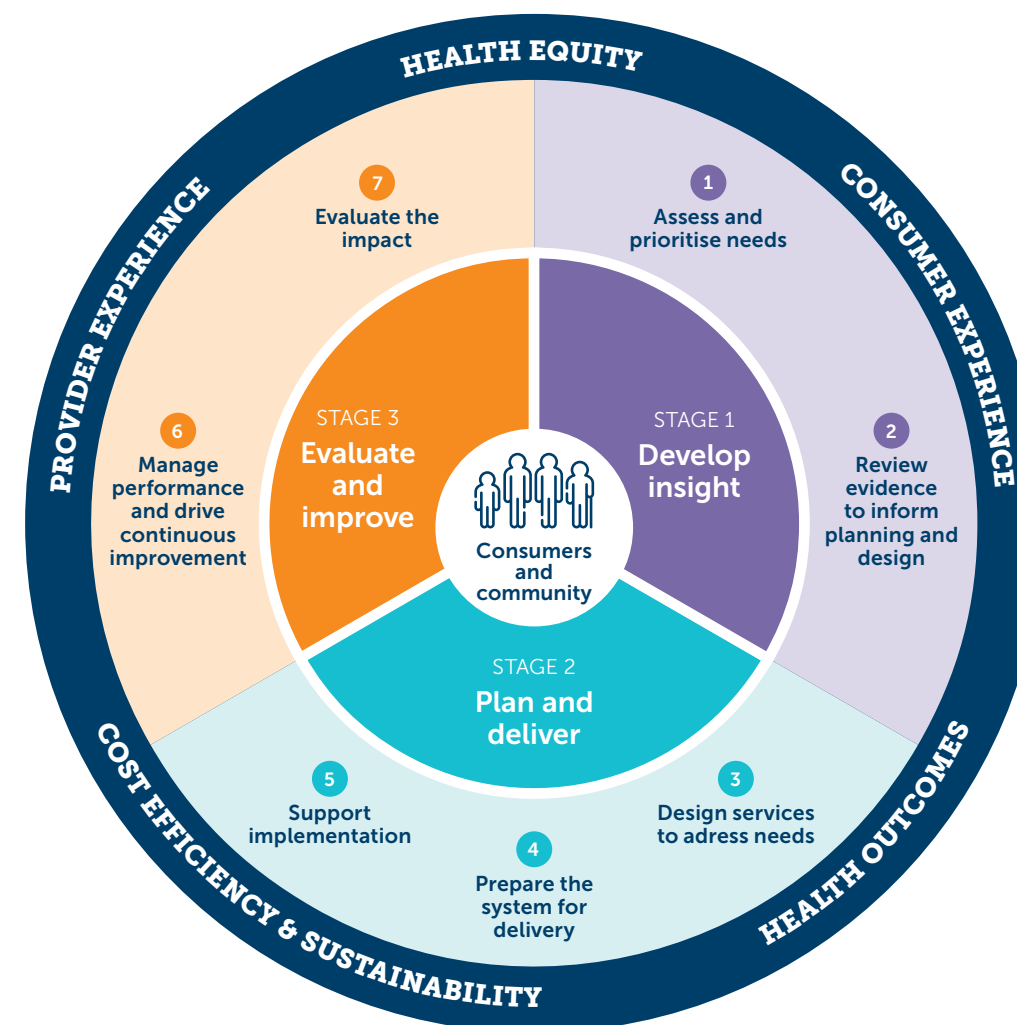 HEALTH EQUITY
CONSUMER EXPERIENCE
HEALTH OUTCOMES
COST EFFICIENCY & SUSTAINABILITY
PROVIDER EXPERIENCE
1
Assess and
prioritise needs
2
Review
evidence
to inform
planning and
design
3
Design services
to adress needs
4
Prepare the
system for
delivery
5
Support
implementation
6
Manage
performance
and drive
continuous
improvement
7
Evaluate the
impact
STAGE 1
Develop
insight
STAGE 2
Plan and
deliver
STAGE 3
Evaluate
and
improve
Consumers
and
community